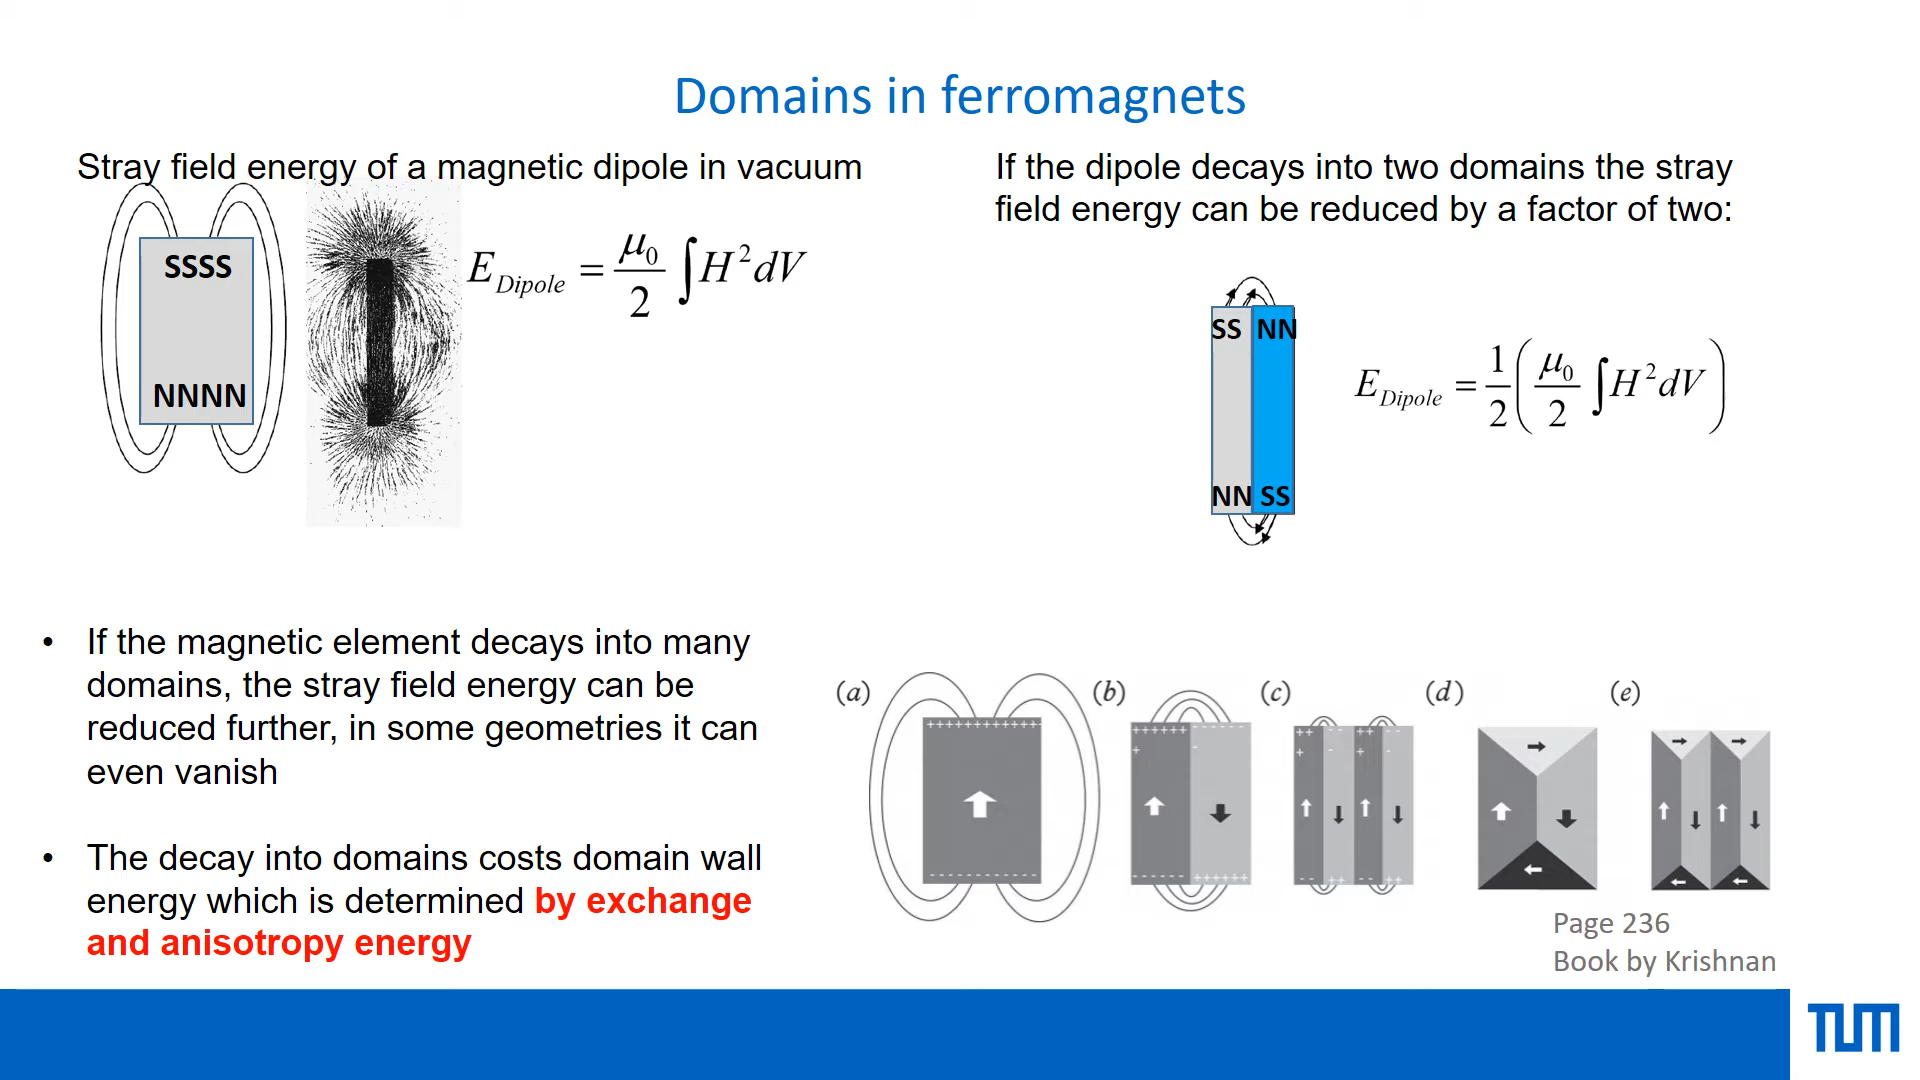 Domains in ferromagnets
Stray field energy of a magnetic dipole in vacuum
SSSS
NNNN
E_Dipole = μ₀/2 ∫H²dV
If the dipole decays into two domains the stray
field energy can be reduced by a factor of two:
SS NN
NN SS
E_Dipole = 1/2 (μ₀/2 ∫H²dV)
• If the magnetic element decays into many
domains, the stray field energy can be
reduced further, in some geometries it can
even vanish
• The decay into domains costs domain wall
energy which is determined by exchange
and anisotropy energy
(a) (b) (c) (d) (e)
Page 236
Book by Krishnan
TUM